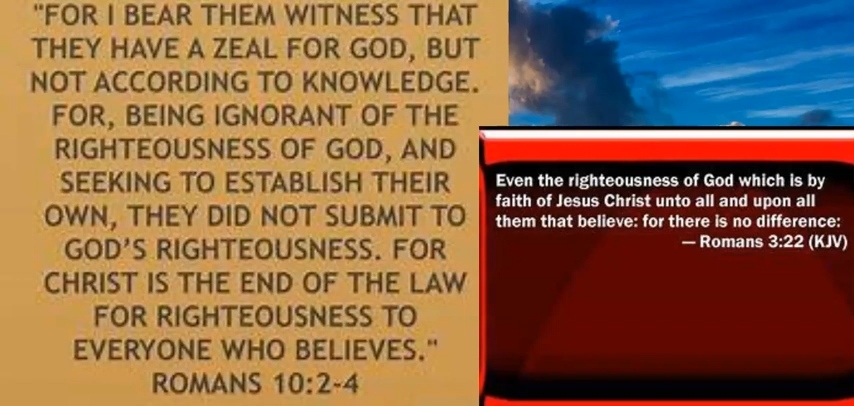 "FOR I BEAR THEM WITNESS THAT
THEY HAVE A ZEAL FOR GOD, BUT
NOT ACCORDING TO KNOWLEDGE.
FOR, BEING IGNORANT OF THE
RIGHTEOUSNESS OF GOD, AND
SEEKING TO ESTABLISH THEIR
OWN, THEY DID NOT SUBMIT TO
GOD'S RIGHTEOUSNESS. FOR
CHRIST IS THE END OF THE LAW
FOR RIGHTEOUSNESS TO
EVERYONE WHO BELIEVES."
ROMANS 10:2-4
Even the righteousness of God which is by
faith of Jesus Christ unto all and upon all
them that believe: for there is no difference:
— Romans 3:22 (KJV)